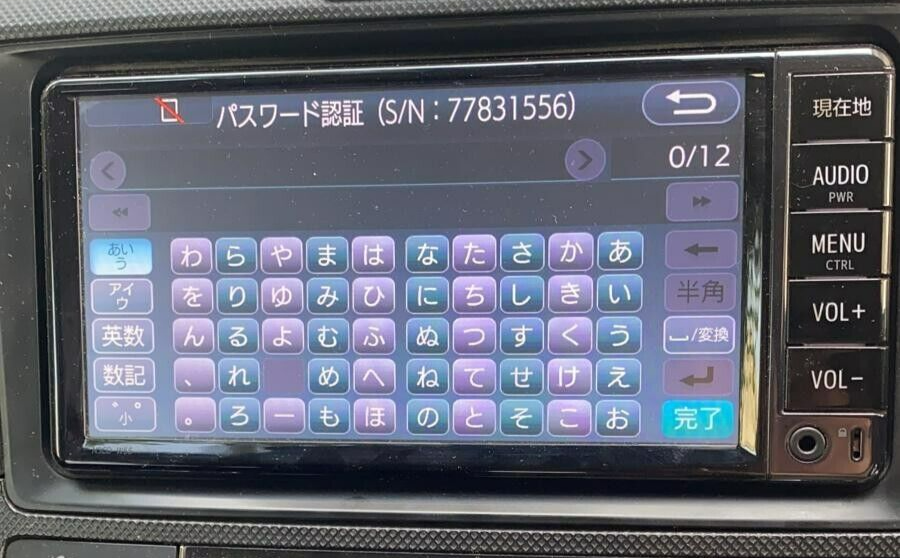 パスワード認証 (S/N : 77831556)
0/12
あいう わ ら や ま は な た さ か あ
アイウ を り ゆ み ひ に ち し き い 半角
英数 ん る よ む ふ ぬ つ す く う /変換
数記 、 れ め へ ね て せ け え
゛゜小 。 ろ ー も ほ の と そ こ お 完了
現在地
AUDIO
PWR
MENU
CTRL
VOL+
VOL-